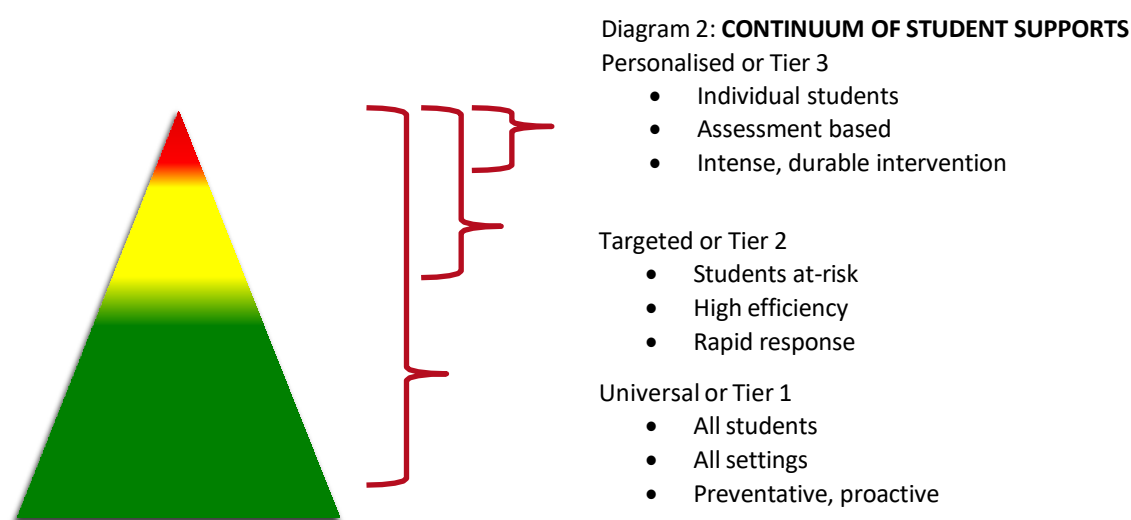 Diagram 2: CONTINUUM OF STUDENT SUPPORTS
Personalised or Tier 3
• Individual students
• Assessment based
• Intense, durable intervention
Targeted or Tier 2
• Students at-risk
• High efficiency
• Rapid response
Universal or Tier 1
• All students
• All settings
• Preventative, proactive